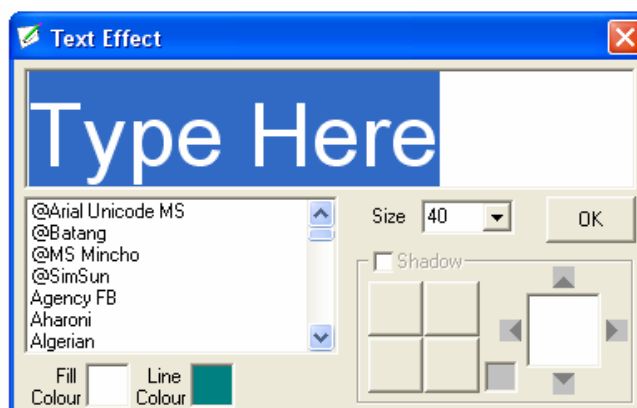 Text Effect
Type Here
@Arial Unicode MS
@Batang
@MS Mincho
@SimSun
Agency FB
Aharoni
Algerian
Size 40 OK
Shadow
Fill Colour
Line Colour